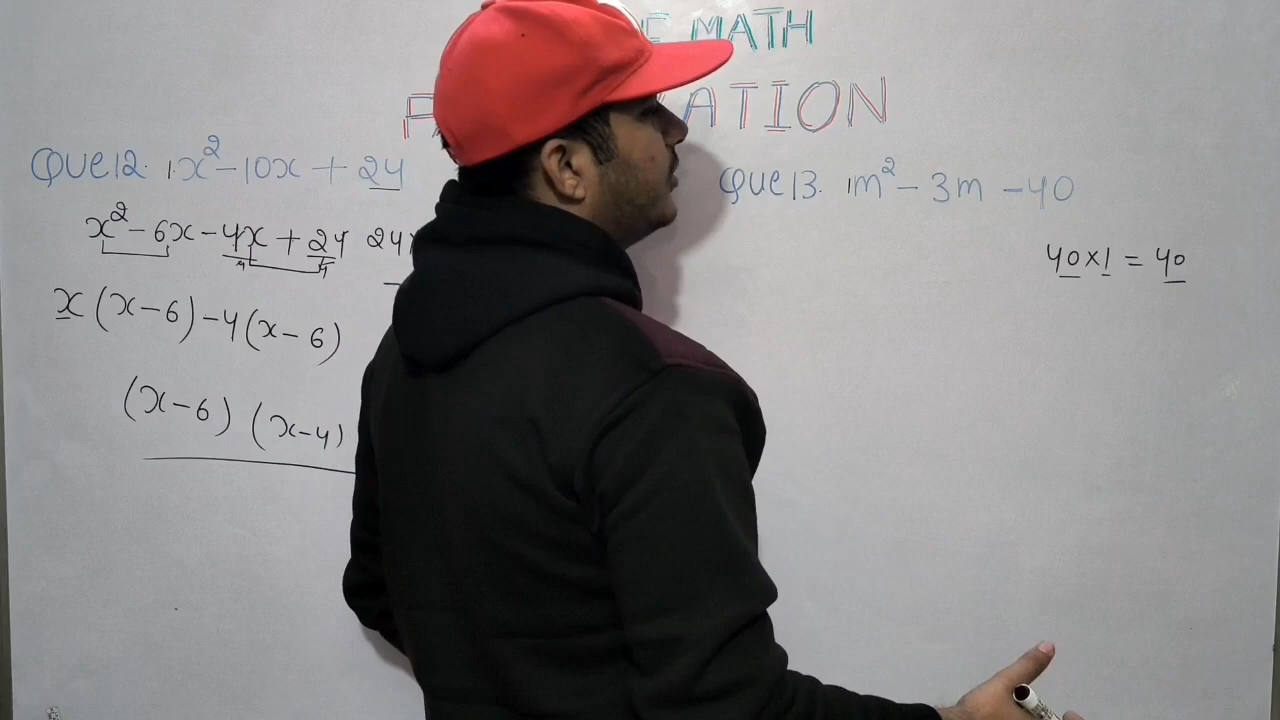 MATH
ATION
QUE12. 1x² - 10x + 24
x² - 6x - 4x + 24 24
x(x-6) -4(x-6)
(x-6) (x-4)
QUE13. 1m² - 3m - 40
40 × 1 = 40